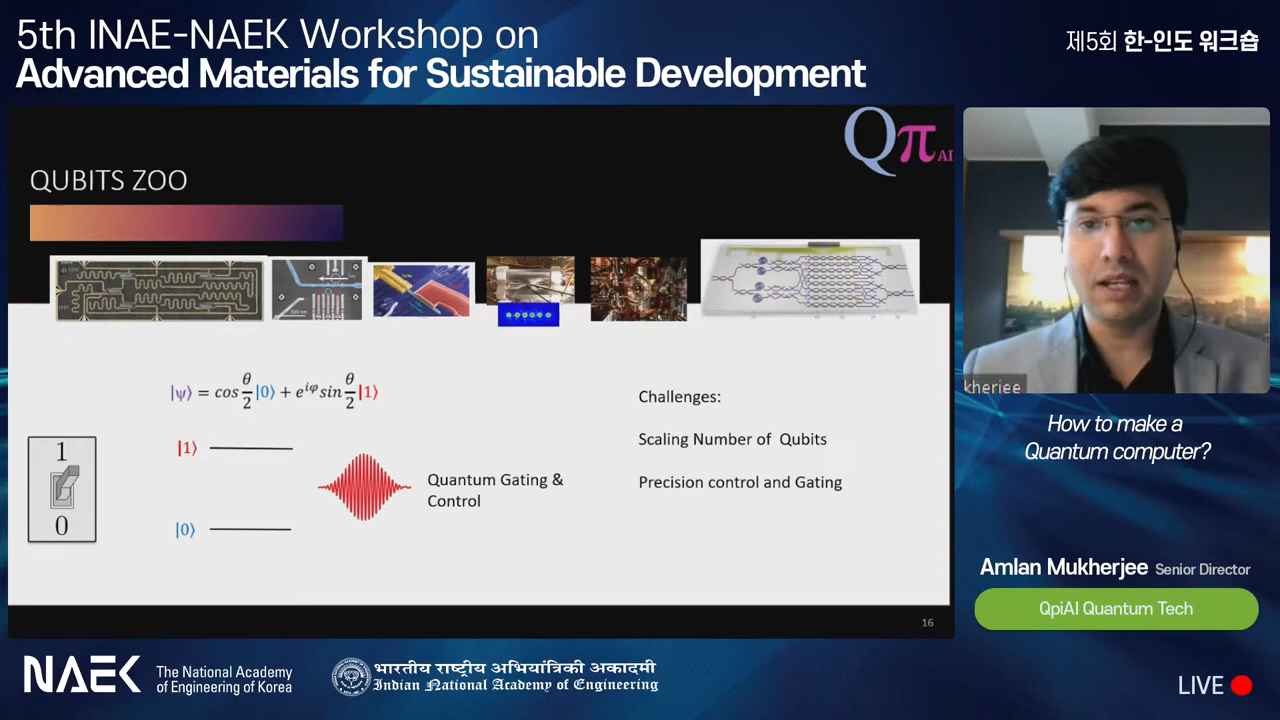 5th INAE-NAEK Workshop on
Advanced Materials for Sustainable Development
제5회 한-인도 워크숍
Qπ AI
QUBITS ZOO
|ψ⟩ = cos θ/2 |0⟩ + e^{iφ} sin θ/2 |1⟩
1
0
|1⟩
|0⟩
Quantum Gating &
Control
Challenges:
Scaling Number of Qubits
Precision control and Gating
16
kherjee
How to make a
Quantum computer?
Amlan Mukherjee Senior Director
QpiAI Quantum Tech
NAEK
The National Academy
of Engineering of Korea
भारतीय राष्ट्रीय अभियांत्रिकी अकादमी
Indian National Academy of Engineering
LIVE